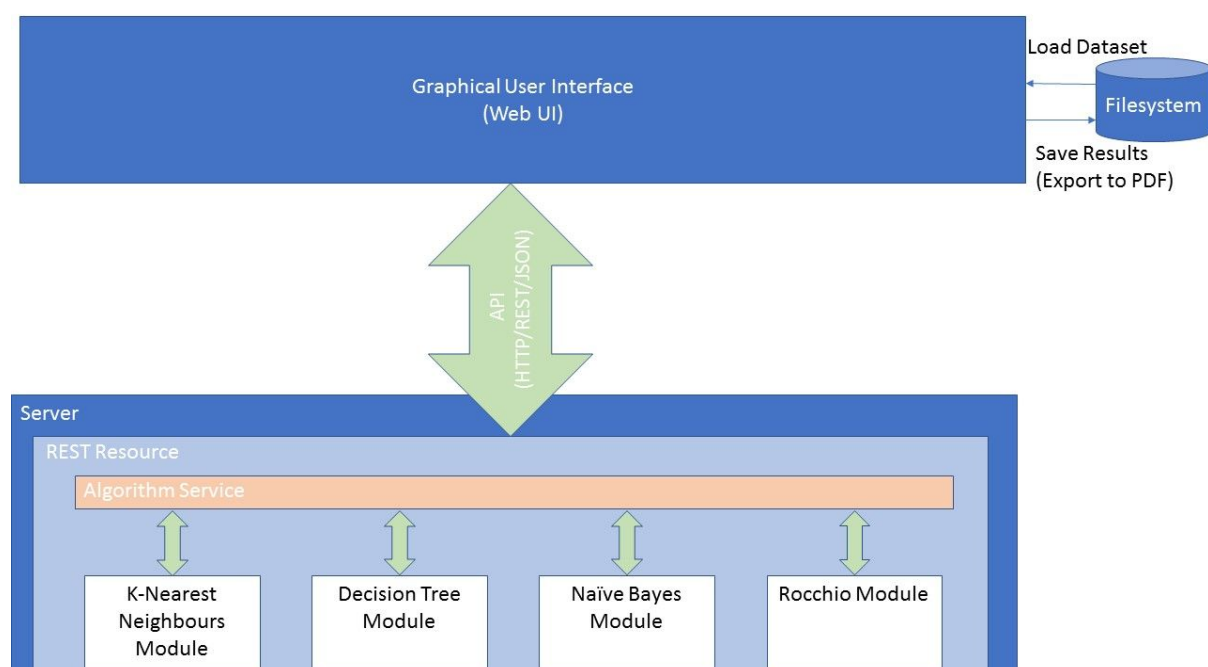 Load Dataset
Graphical User Interface
(Web UI)
Filesystem
Save Results
(Export to PDF)
API
(HTTP/REST/JSON)
Server
REST Resource
Algorithm Service
K-Nearest
Neighbours
Module
Decision Tree
Module
Naïve Bayes
Module
Rocchio Module